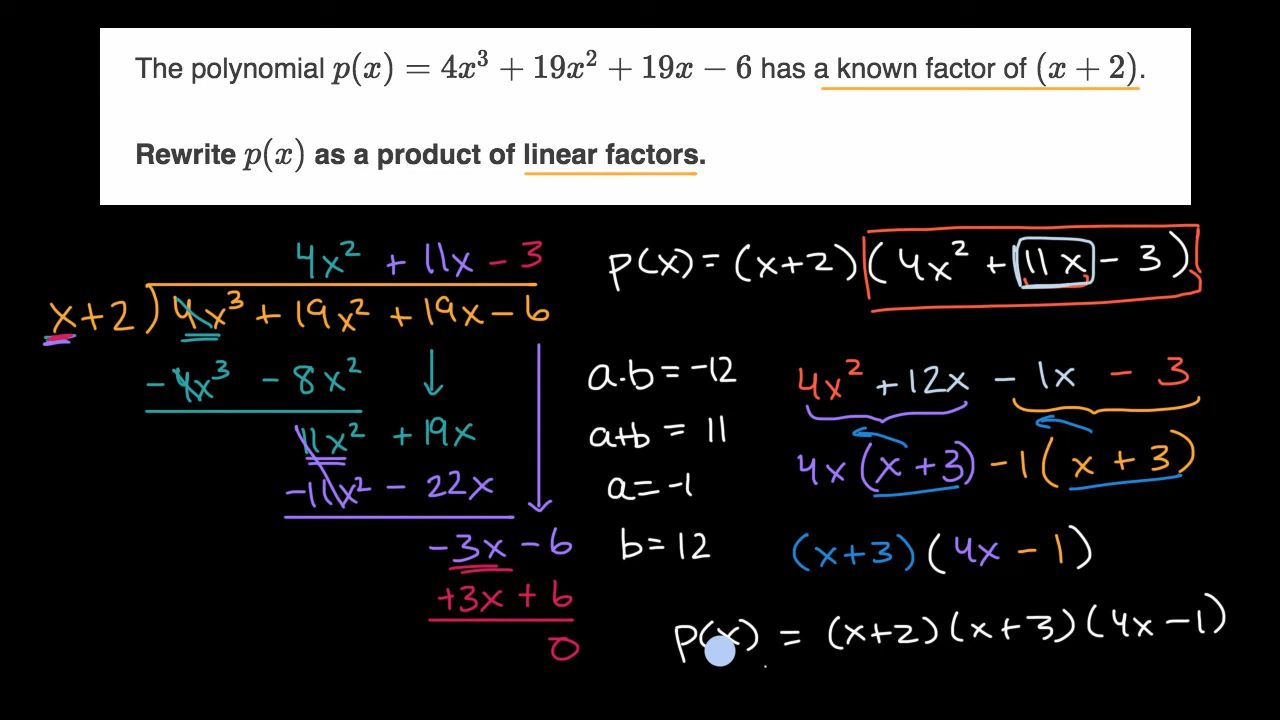 The polynomial p(x) = 4x³ + 19x² + 19x − 6 has a known factor of (x + 2).
Rewrite p(x) as a product of linear factors.
4x² + 11x - 3
x+2 ) 4x³ + 19x² + 19x - 6
-4x³ - 8x²
11x² + 19x
-11x² - 22x
-3x - 6
+3x + 6
0
p(x) = (x+2)(4x² + 11x - 3)
a·b = -12
a+b = 11
a = -1
b = 12
4x² + 12x - 1x - 3
4x(x+3) - 1(x+3)
(x+3)(4x - 1)
P(x) = (x+2)(x+3)(4x-1)